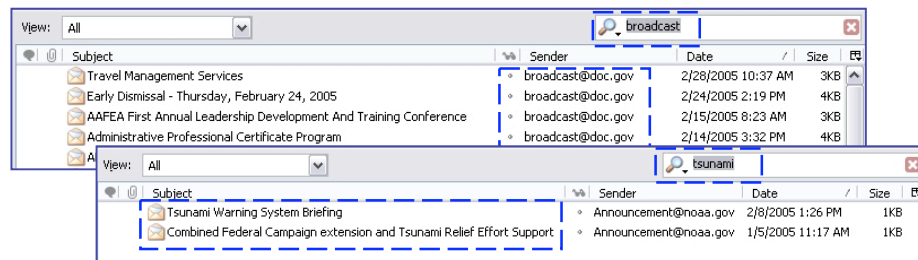 View: All broadcast
Subject Sender Date / Size
Travel Management Services broadcast@doc.gov 2/28/2005 10:37 AM 3KB
Early Dismissal - Thursday, February 24, 2005 broadcast@doc.gov 2/24/2005 2:19 PM 4KB
AAFEA First Annual Leadership Development And Training Conference broadcast@doc.gov 2/15/2005 8:23 AM 3KB
Administrative Professional Certificate Program broadcast@doc.gov 2/14/2005 3:32 PM 4KB
A
View: All tsunami
Subject Sender Date / Size
Tsunami Warning System Briefing Announcement@noaa.gov 2/8/2005 1:26 PM 1KB
Combined Federal Campaign extension and Tsunami Relief Effort Support Announcement@noaa.gov 1/5/2005 11:17 AM 1KB